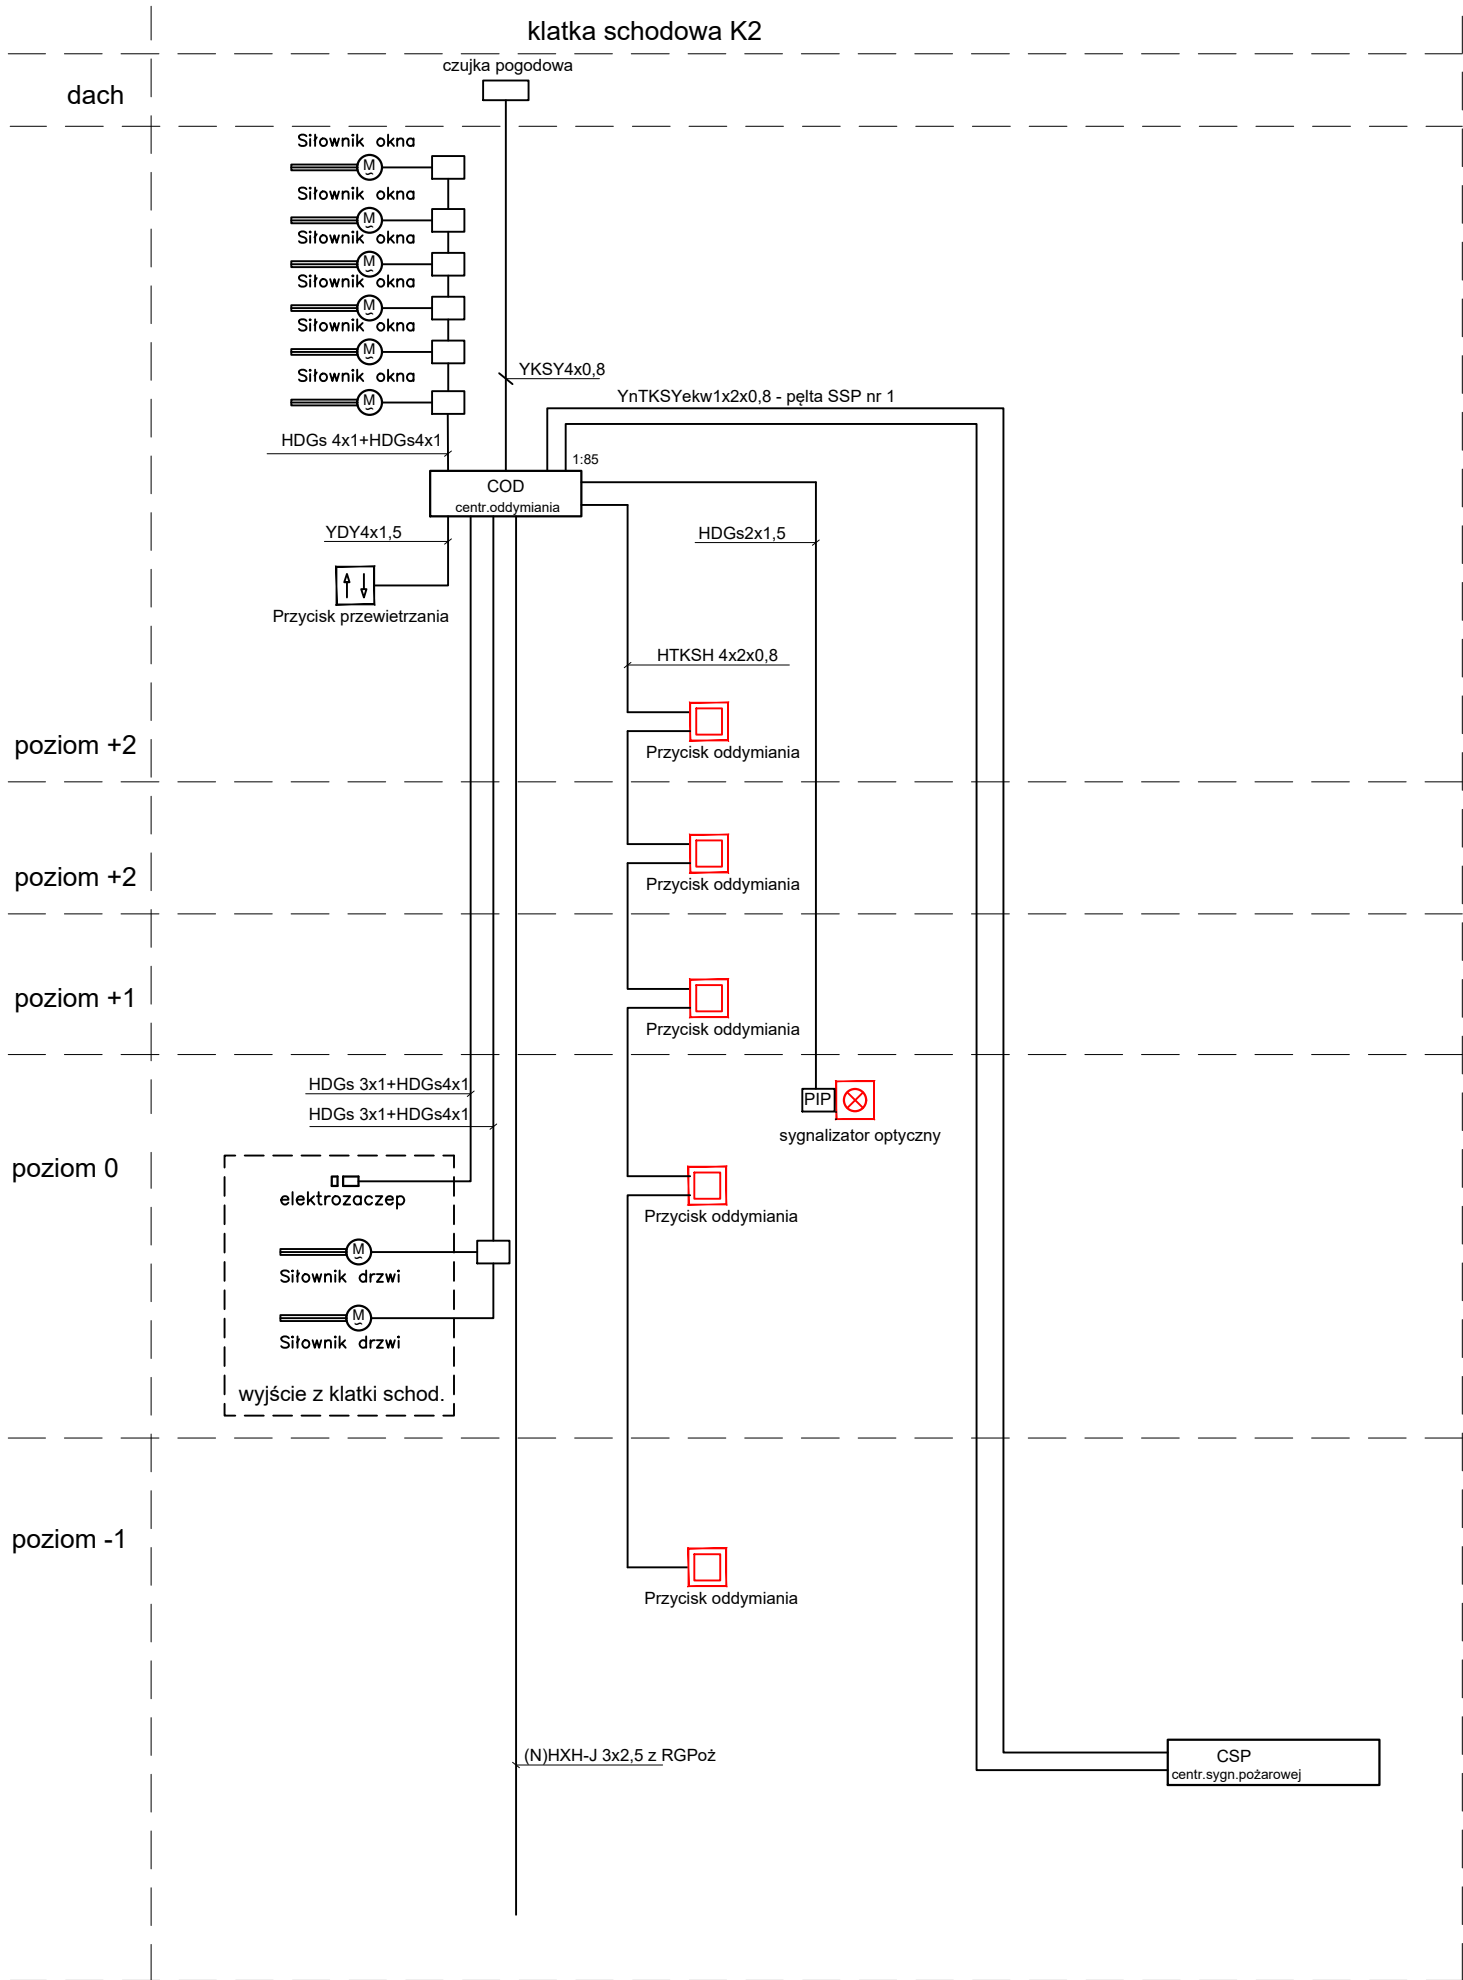 klatka schodowa K2
czujka pogodowa
dach
Siłownik okna
M
Siłownik okna
M
Siłownik okna
M
Siłownik okna
M
Siłownik okna
M
Siłownik okna
M
YKSY4x0,8
YnTKSYekw1x2x0,8 - pęlta SSP nr 1
HDGs 4x1+HDGs4x1
1:85
COD
centr.oddymiania
YDY4x1,5
HDGs2x1,5
Przycisk przewietrzania
HTKSH 4x2x0,8
poziom +2
Przycisk oddymiania
poziom +2
Przycisk oddymiania
poziom +1
Przycisk oddymiania
HDGs 3x1+HDGs4x1
HDGs 3x1+HDGs4x1
PIP
sygnalizator optyczny
poziom 0
elektrozaczep
Przycisk oddymiania
M
Siłownik drzwi
M
Siłownik drzwi
wyjście z klatki schod.
poziom -1
Przycisk oddymiania
(N)HXH-J 3x2,5 z RGPoż
CSP
centr.sygn.pożarowej